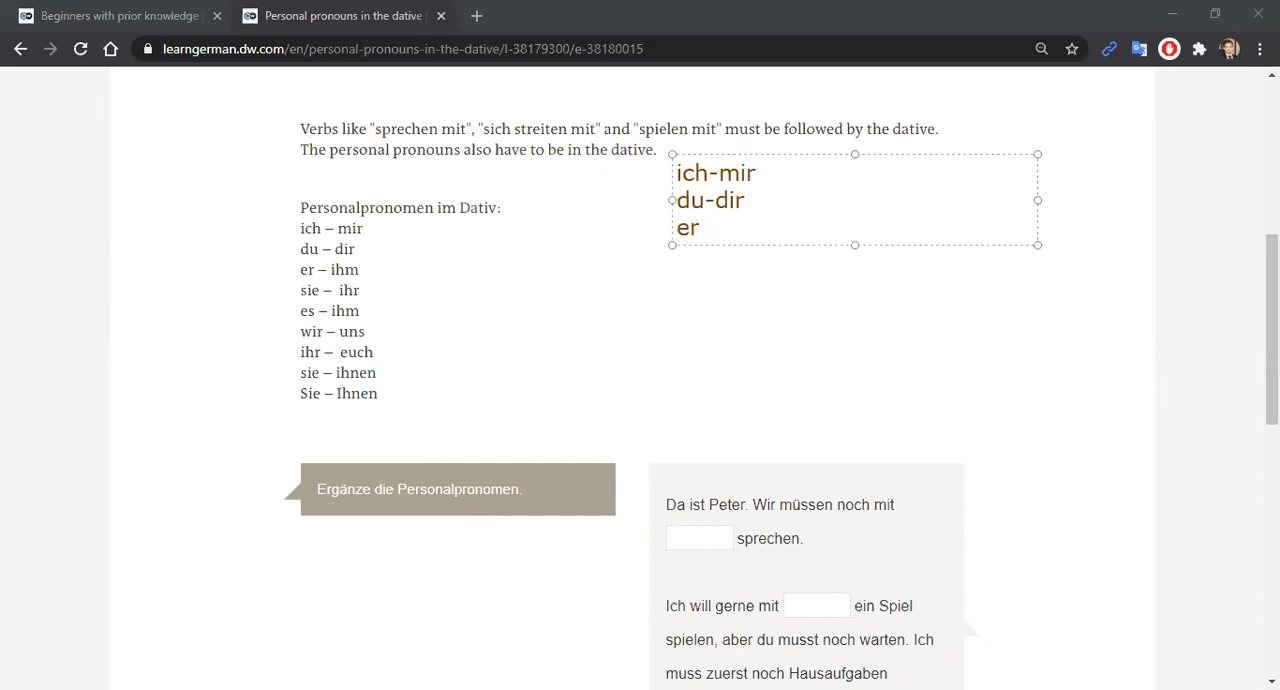 Beginners with prior knowledge
Personal pronouns in the dative
learngerman.dw.com/en/personal-pronouns-in-the-dative/l-38179300/e-38180015
Verbs like "sprechen mit", "sich streiten mit" and "spielen mit" must be followed by the dative.
The personal pronouns also have to be in the dative.
ich-mir
du-dir
er
Personalpronomen im Dativ:
ich – mir
du – dir
er – ihm
sie – ihr
es – ihm
wir – uns
ihr – euch
sie – ihnen
Sie – Ihnen
Ergänze die Personalpronomen.
Da ist Peter. Wir müssen noch mit
sprechen.
Ich will gerne mit ein Spiel
spielen, aber du musst noch warten. Ich
muss zuerst noch Hausaufgaben